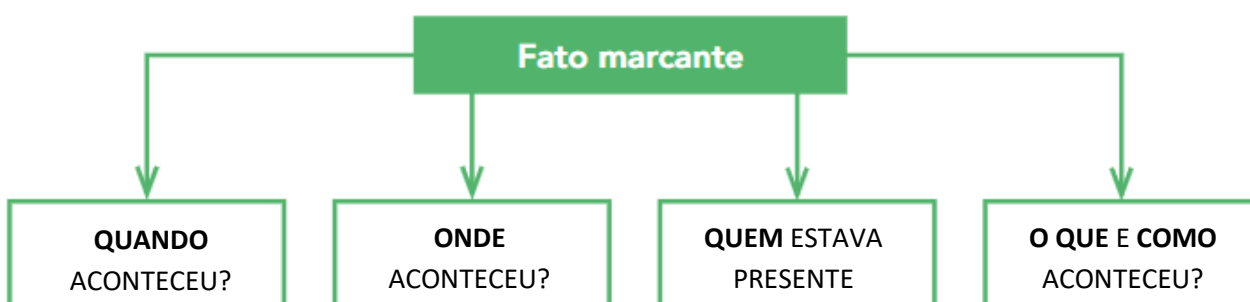 Fato marcante
QUANDO
ACONTECEU?
ONDE
ACONTECEU?
QUEM ESTAVA
PRESENTE
O QUE E COMO
ACONTECEU?